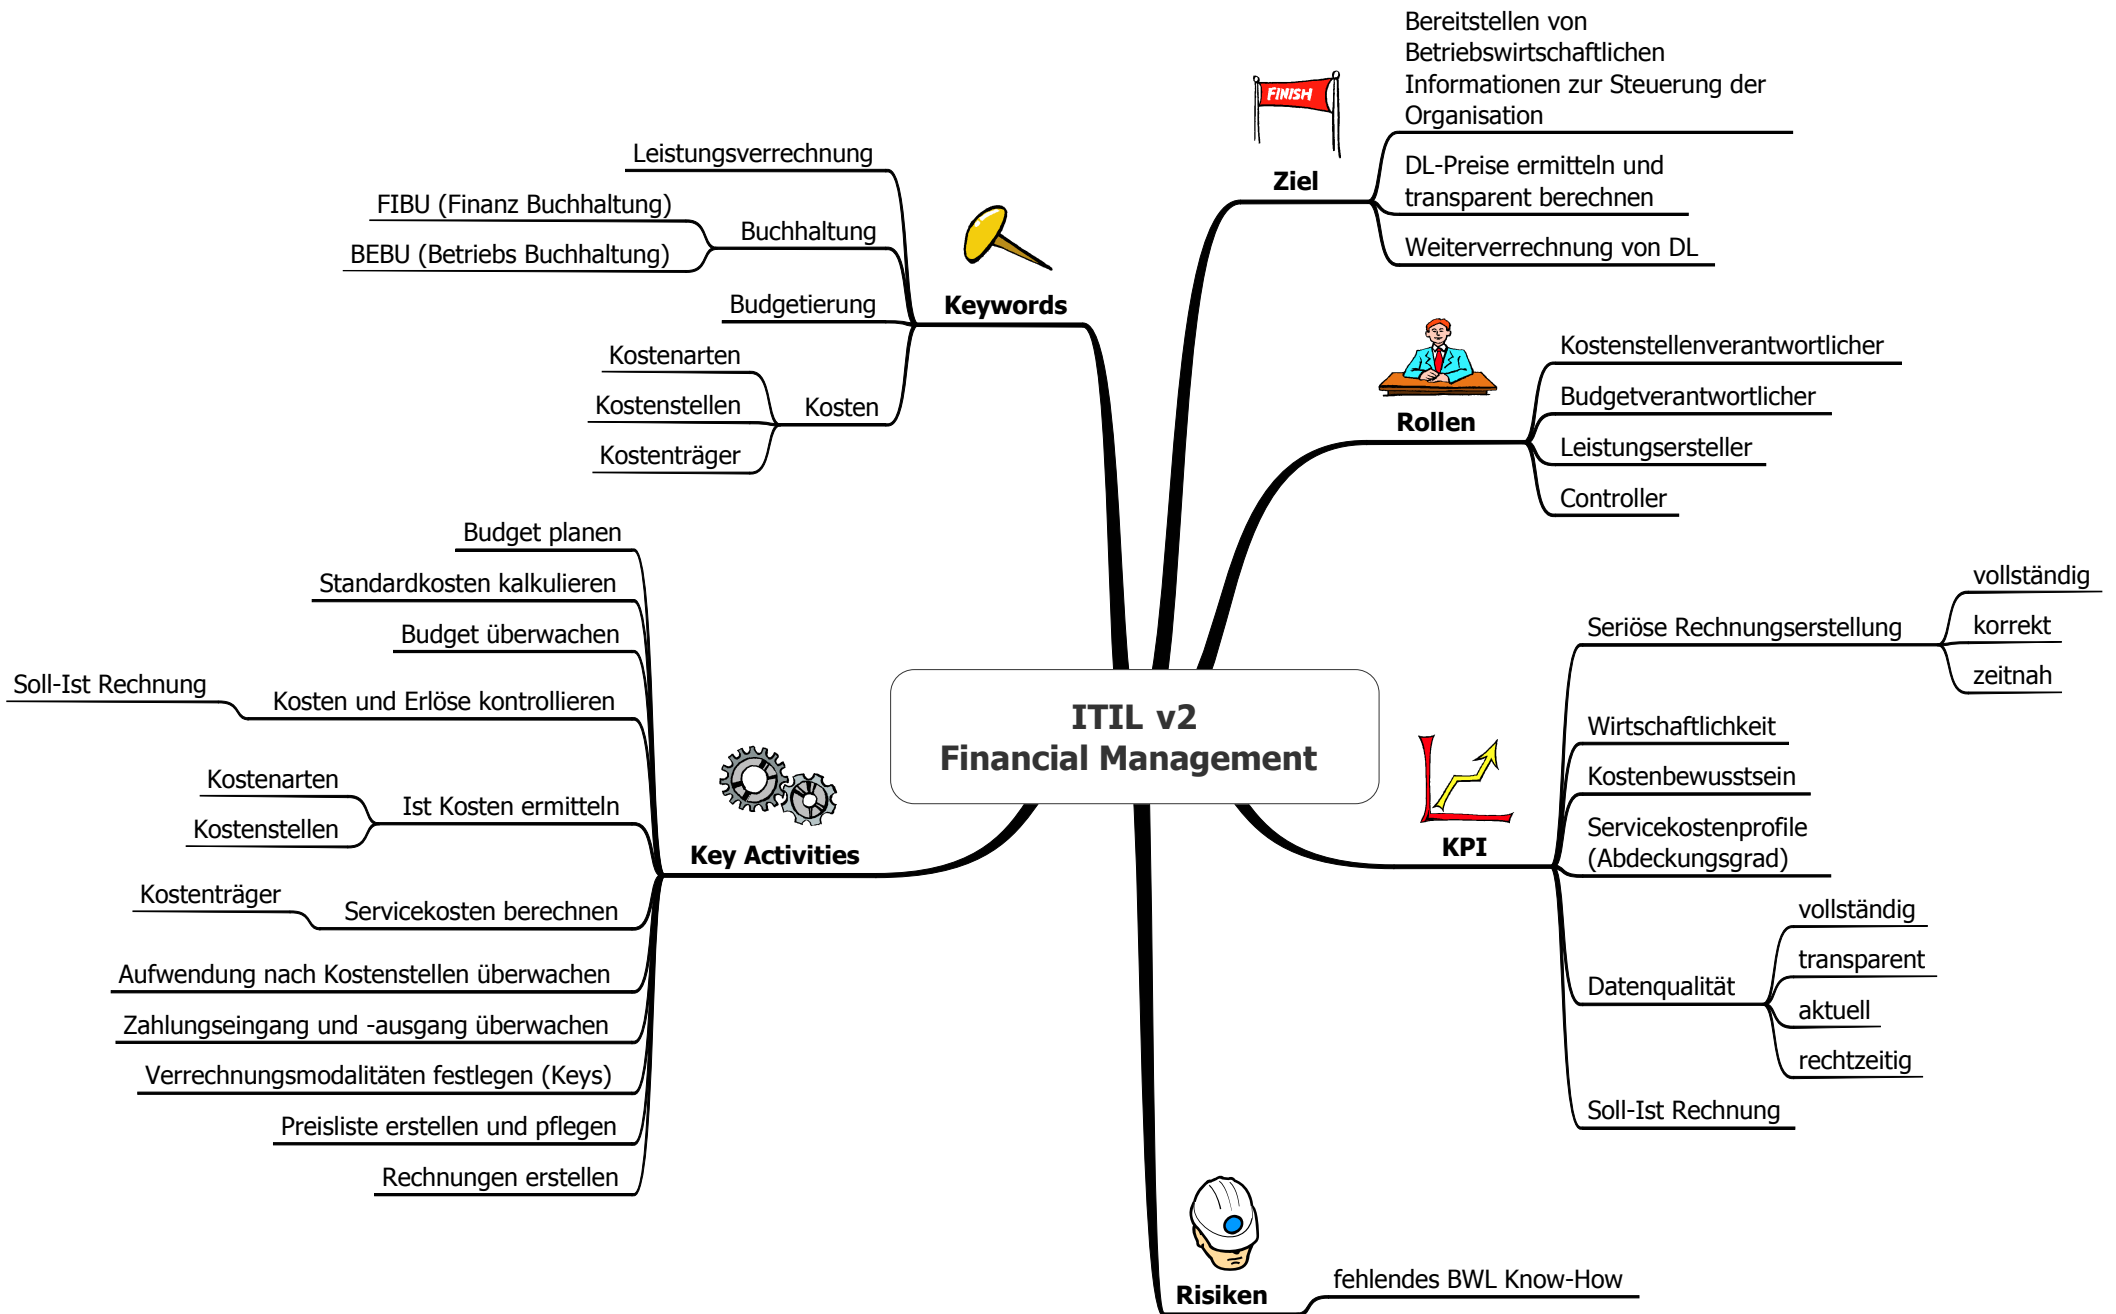 ITIL v2
Financial Management
Ziel
FINISH
Bereitstellen von
Betriebswirtschaftlichen
Informationen zur Steuerung der
Organisation
DL-Preise ermitteln und
transparent berechnen
Weiterverrechnung von DL
Rollen
Kostenstellenverantwortlicher
Budgetverantwortlicher
Leistungsersteller
Controller
KPI
Seriöse Rechnungserstellung
vollständig
korrekt
zeitnah
Wirtschaftlichkeit
Kostenbewusstsein
Servicekostenprofile
(Abdeckungsgrad)
Datenqualität
vollständig
transparent
aktuell
rechtzeitig
Soll-Ist Rechnung
Risiken
fehlendes BWL Know-How
Keywords
Leistungsverrechnung
Buchhaltung
FIBU (Finanz Buchhaltung)
BEBU (Betriebs Buchhaltung)
Budgetierung
Kosten
Kostenarten
Kostenstellen
Kostenträger
Key Activities
Budget planen
Standardkosten kalkulieren
Budget überwachen
Kosten und Erlöse kontrollieren
Soll-Ist Rechnung
Ist Kosten ermitteln
Kostenarten
Kostenstellen
Servicekosten berechnen
Kostenträger
Aufwendung nach Kostenstellen überwachen
Zahlungseingang und -ausgang überwachen
Verrechnungsmodalitäten festlegen (Keys)
Preisliste erstellen und pflegen
Rechnungen erstellen